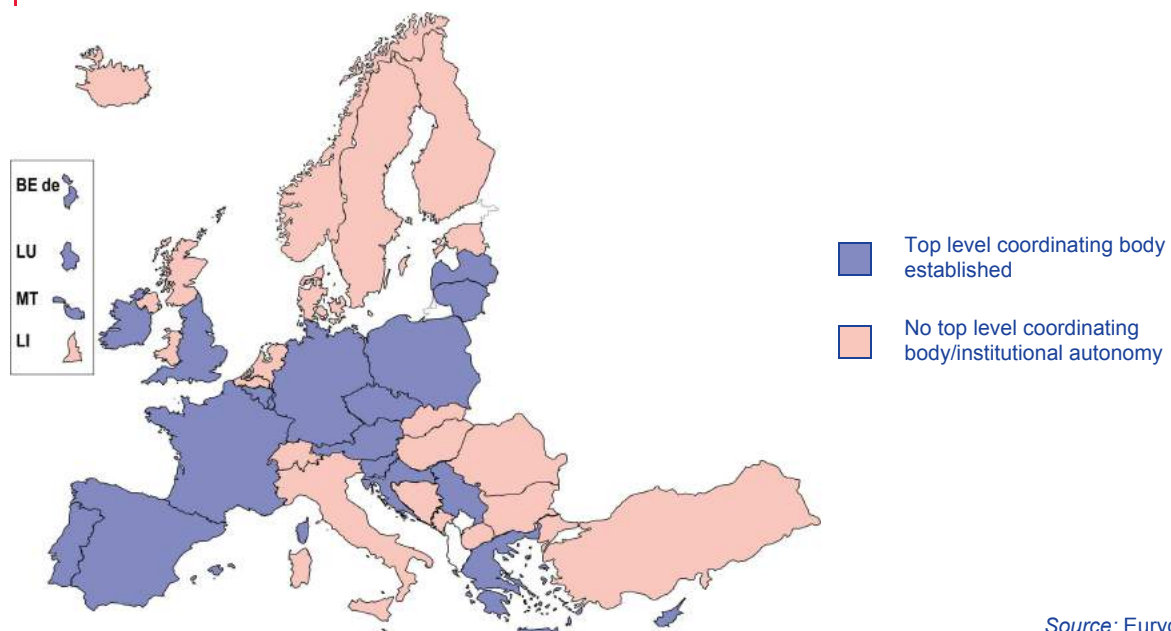 BE de
LU
MT
LI
Top level coordinating body
established
No top level coordinating
body/institutional autonomy
Source: